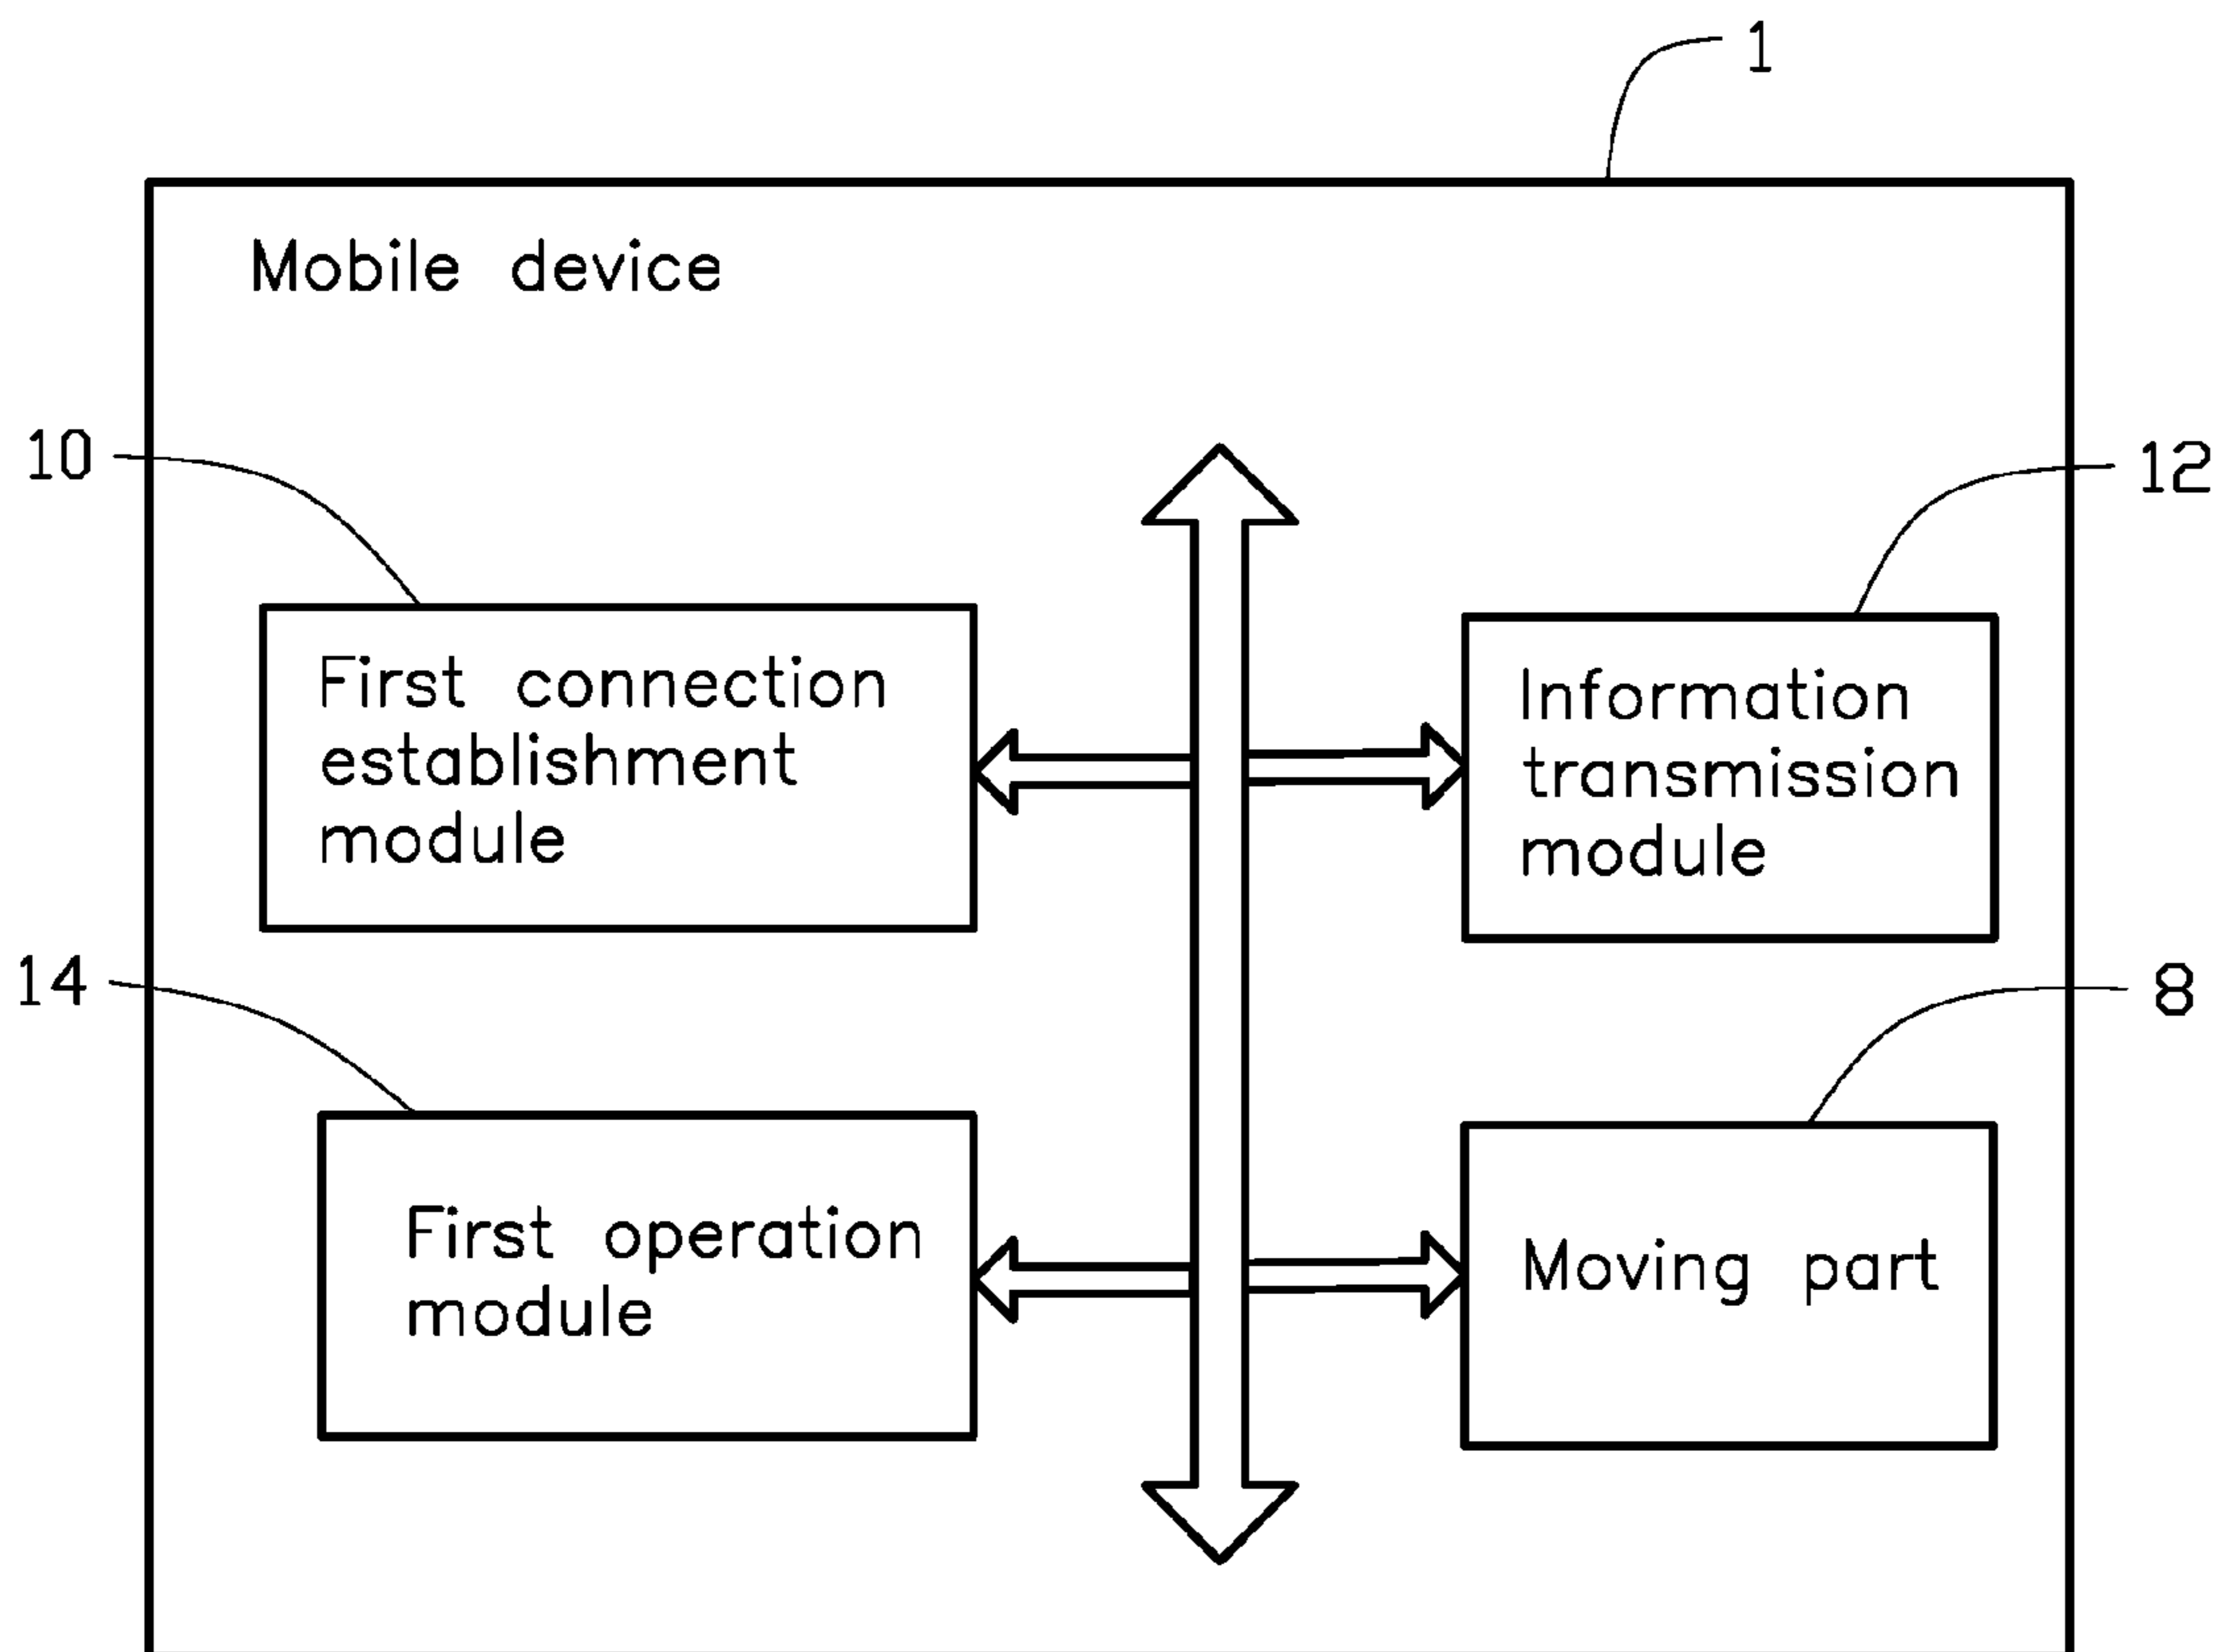 1
Mobile device
10
12
First connection
establishment
module
Information
transmission
module
14
8
First operation
module
Moving part